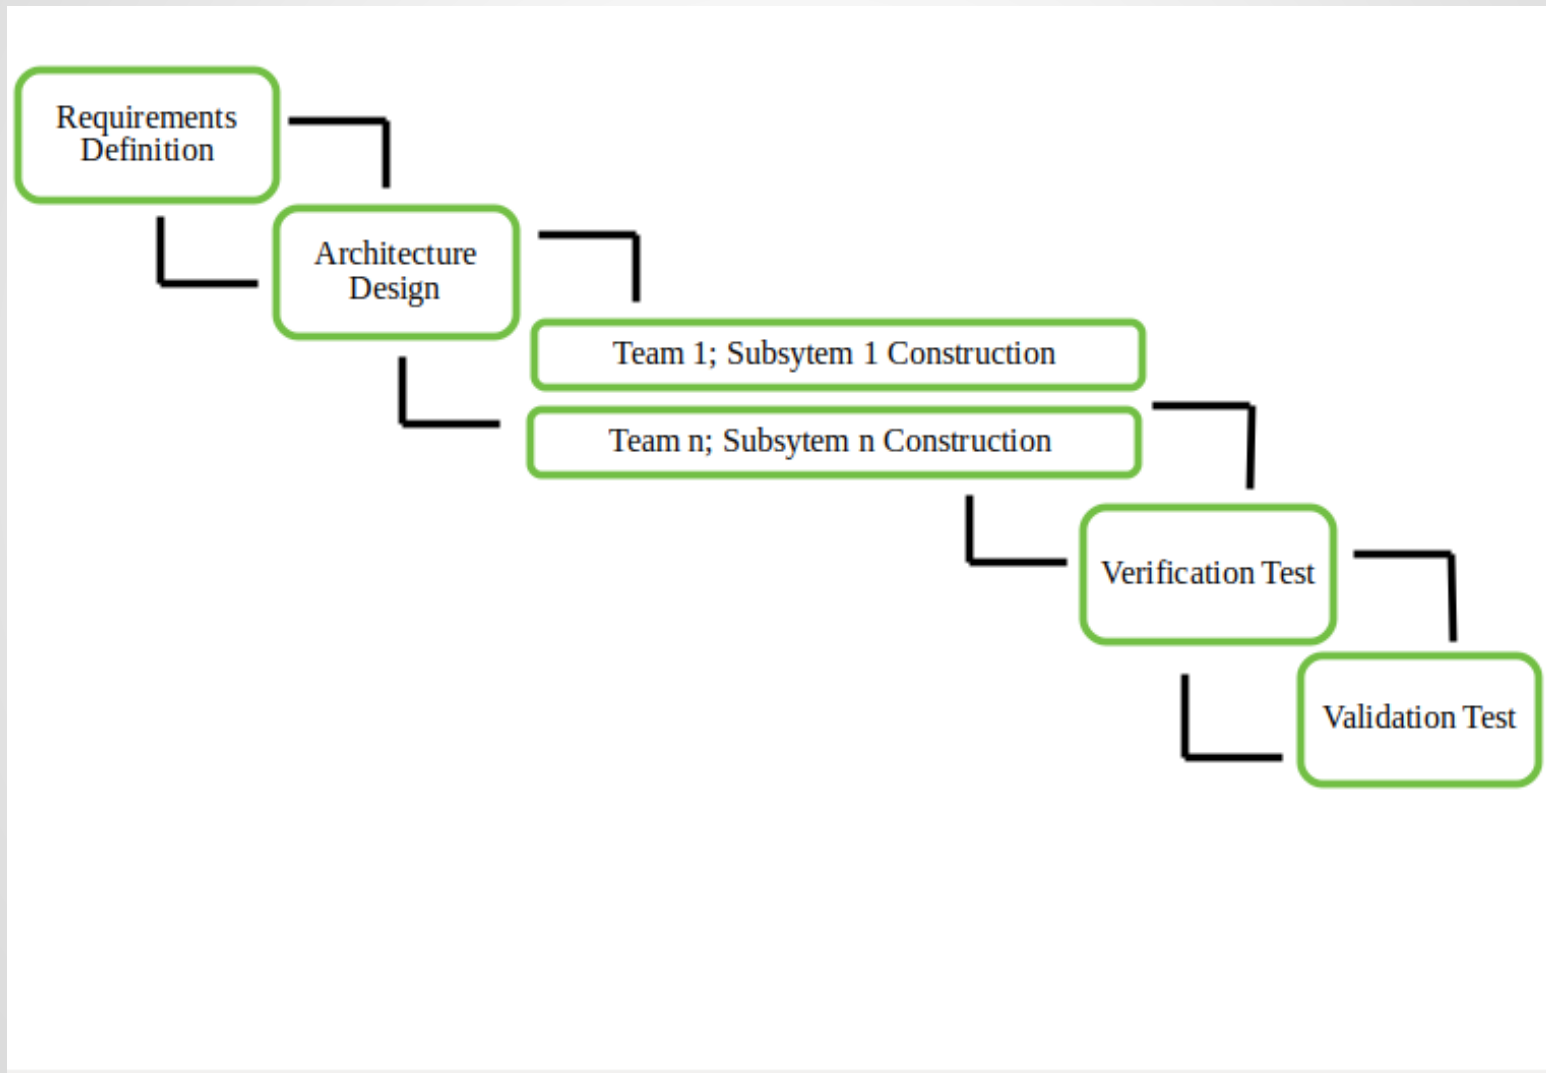 Requirements
Definition
Architecture
Design
Team 1; Subsytem 1 Construction
Team n; Subsytem n Construction
Verification Test
Validation Test